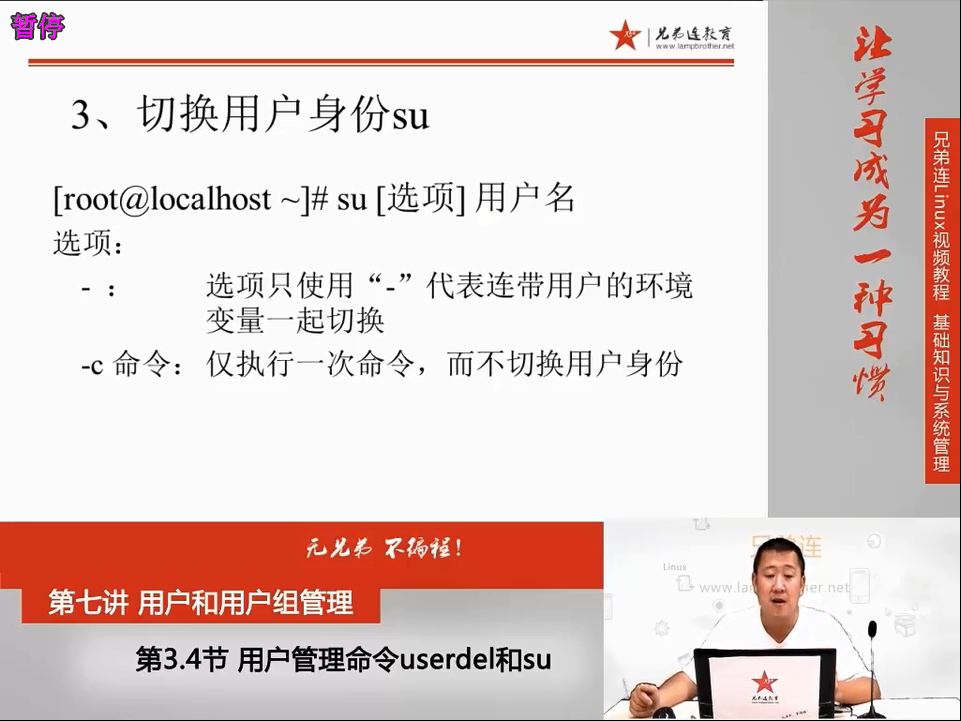 暂停
兄弟连教育
www.lampbrother.net
3、切换用户身份su
[root@localhost ~]# su [选项] 用户名
选项：
- ： 选项只使用“-”代表连带用户的环境
变量一起切换
-c 命令： 仅执行一次命令，而不切换用户身份
让学习成为一种习惯
兄弟连Linux视频教程 基础知识与系统管理
无兄弟 不编程！
第七讲 用户和用户组管理
第3.4节 用户管理命令userdel和su
兄弟连
Linux
兄弟连教育